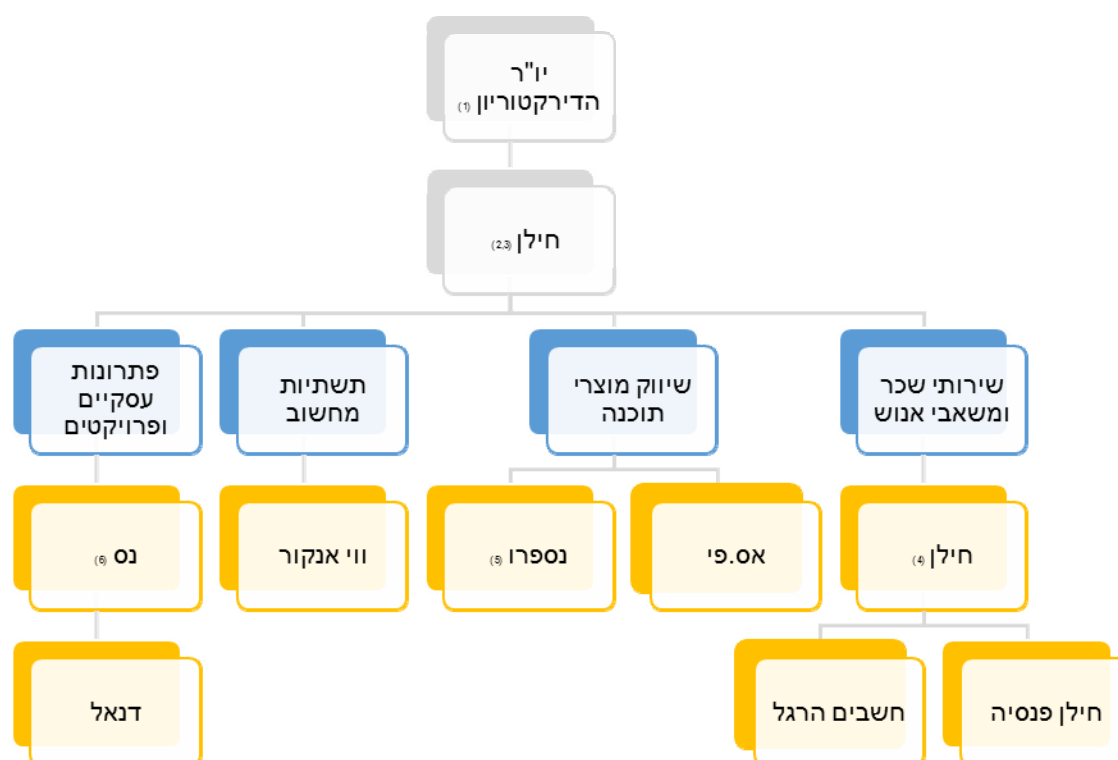 יו"ר
הדירקטוריון (1)
חילן (2,3)
שירותי שכר
ומשאבי אנוש
שיווק מוצרי
תוכנה
תשתיות
מחשוב
פתרונות
עסקיים
ופרויקטים
חילן (4)
אס.פי
נספרו (5)
ווי אנקור
נס (6)
חילן פנסיה
חשבים הרגל
דנאל